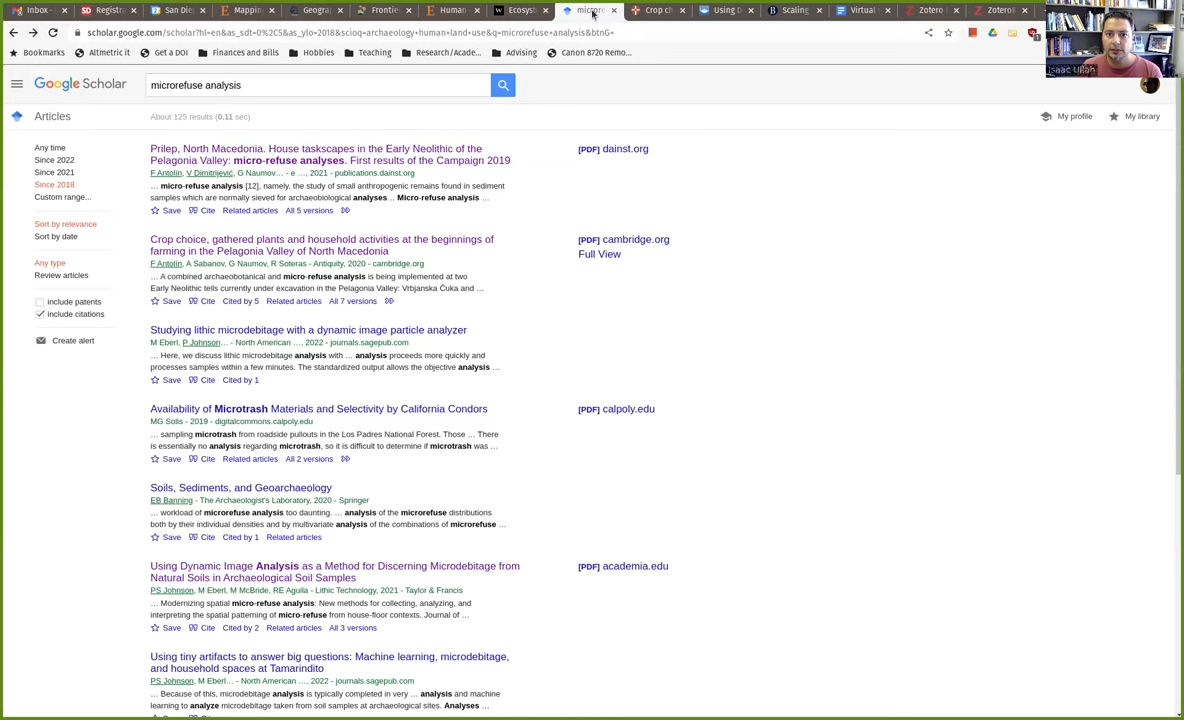 Inbox -
Registra
San Die
Mapping
Geograp
Frontie
Human-
Ecosyst
micror
Crop ch
Using D
Scaling
Virtual
Zotero |
Zotero8
scholar.google.com/scholar?hl=en&as_sdt=0%2C5&as_ylo=2018&scioq=archaeology+human+land+use&q=microrefuse+analysis&btnG=
Bookmarks
Altmetric it
Get a DOI
Finances and Bills
Hobbies
Teaching
Research/Acade...
Advising
Canon 8720 Remo...
Isaac Ullah
Google Scholar
microrefuse analysis
Articles
About 125 results (0.11 sec)
My profile
My library
Any time
Since 2022
Since 2021
Since 2018
Custom range...
Sort by relevance
Sort by date
Any type
Review articles
include patents
include citations
Create alert
Prilep, North Macedonia. House taskscapes in the Early Neolithic of the
Pelagonia Valley: micro-refuse analyses. First results of the Campaign 2019
F Antolín, V Dimitrijević, G Naumov… - e …, 2021 - publications.dainst.org
… micro-refuse analysis [12], namely, the study of small anthropogenic remains found in sediment
samples which are normally sieved for archaeobiological analyses… Micro-refuse analysis …
Save Cite Related articles All 5 versions
[PDF] dainst.org
Crop choice, gathered plants and household activities at the beginnings of
farming in the Pelagonia Valley of North Macedonia
F Antolín, A Sabanov, G Naumov, R Soteras - Antiquity, 2020 - cambridge.org
… A combined archaeobotanical and micro-refuse analysis is being implemented at two
Early Neolithic tells currently under excavation in the Pelagonia Valley: Vrbjanska Čuka and …
Save Cite Cited by 5 Related articles All 7 versions
[PDF] cambridge.org
Full View
Studying lithic microdebitage with a dynamic image particle analyzer
M Eberl, P Johnson… - North American …, 2022 - journals.sagepub.com
… Here, we discuss lithic microdebitage analysis with … analysis proceeds more quickly and
processes samples within a few minutes. The standardized output allows the objective analysis …
Save Cite Cited by 1
Availability of Microtrash Materials and Selectivity by California Condors
MG Solis - 2019 - digitalcommons.calpoly.edu
… sampling microtrash from roadside pullouts in the Los Padres National Forest. Those … There
is essentially no analysis regarding microtrash, so it is difficult to determine if microtrash was …
Save Cite Related articles All 2 versions
[PDF] calpoly.edu
Soils, Sediments, and Geoarchaeology
EB Banning - The Archaeologist's Laboratory, 2020 - Springer
… workload of microrefuse analysis too daunting. … analysis of the microrefuse distributions
both by their individual densities and by multivariate analysis of the combinations of microrefuse …
Save Cite Cited by 1 Related articles
Using Dynamic Image Analysis as a Method for Discerning Microdebitage from
Natural Soils in Archaeological Soil Samples
PS Johnson, M Eberl, M McBride, RE Aguila - Lithic Technology, 2021 - Taylor & Francis
… Modernizing spatial micro-refuse analysis: New methods for collecting, analyzing, and
interpreting the spatial patterning of micro-refuse from house-floor contexts. Journal of …
Save Cite Cited by 2 Related articles All 3 versions
[PDF] academia.edu
Using tiny artifacts to answer big questions: Machine learning, microdebitage,
and household spaces at Tamarindito
PS Johnson, M Eberl… - North American …, 2022 - journals.sagepub.com
… Because of this, microdebitage analysis is typically completed in very … analysis and machine
learning to analyze microdebitage taken from soil samples at archaeological sites. Analyses …